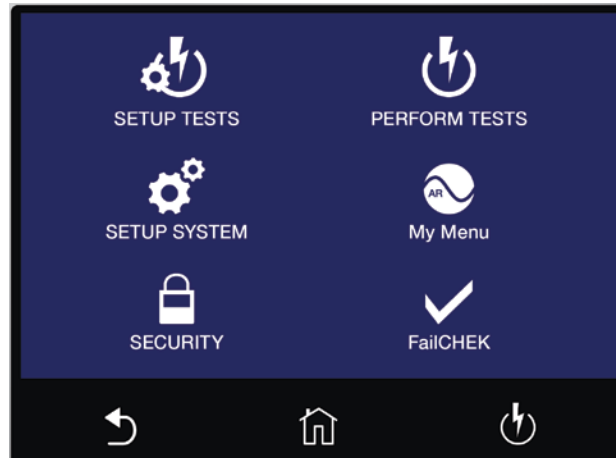 SETUP TESTS
PERFORM TESTS
SETUP SYSTEM
AR
My Menu
SECURITY
FailCHEK